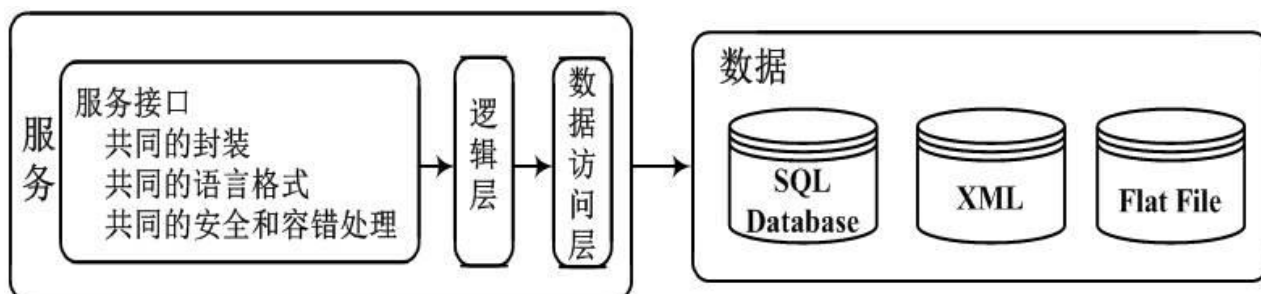 服务
服务接口
共同的封装
共同的语言格式
共同的安全和容错处理
逻辑层
数据访问层
数据
SQL
Database
XML
Flat File